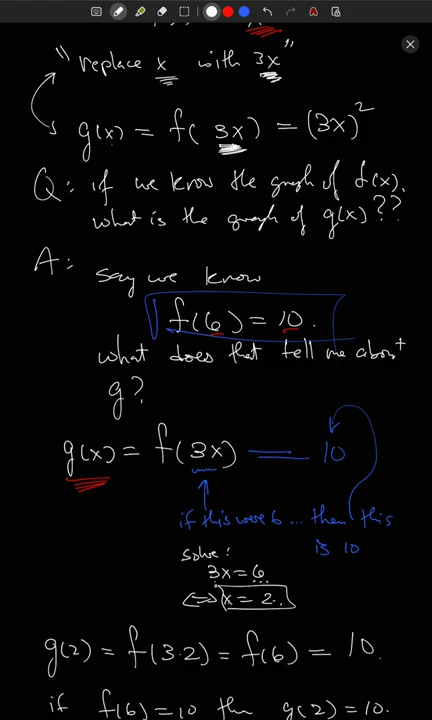 "replace x with 3x"
g(x) = f(3x) = (3x)²
Q: if we know the graph of f(x).
what is the graph of g(x)??
A: say we know
f(6) = 10.
what does that tell me about
g?
g(x) = f(3x) — 10
if this were 6 ... then this
is 10
solve:
3x = 6
⟺ x = 2.
g(2) = f(3·2) = f(6) = 10.
if f(6) = 10 then g(2) = 10.